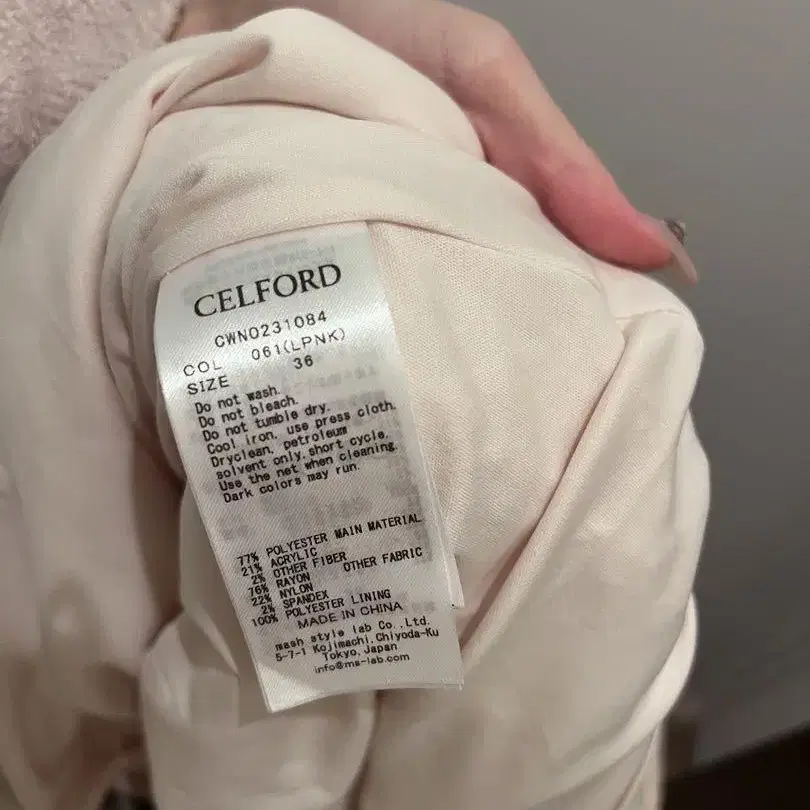 CELFORD
CWNO231084
COL 061(LPNK)
SIZE 36
Do not wash.
Do not bleach.
Do not tumble dry.
Cool iron, use press cloth.
Dryclean, petroleum
solvent only, short cycle.
Use the net when cleaning.
Dark colors may run.
77% POLYESTER MAIN MATERIAL
21% ACRYLIC
2% OTHER FIBER
76% RAYON OTHER FABRIC
22% NYLON
2% SPANDEX
100% POLYESTER LINING
MADE IN CHINA
mash style lab Co., Ltd.
5-7-1 Kojimachi, Chiyoda-Ku
Tokyo, Japan
info@ms-lab.com